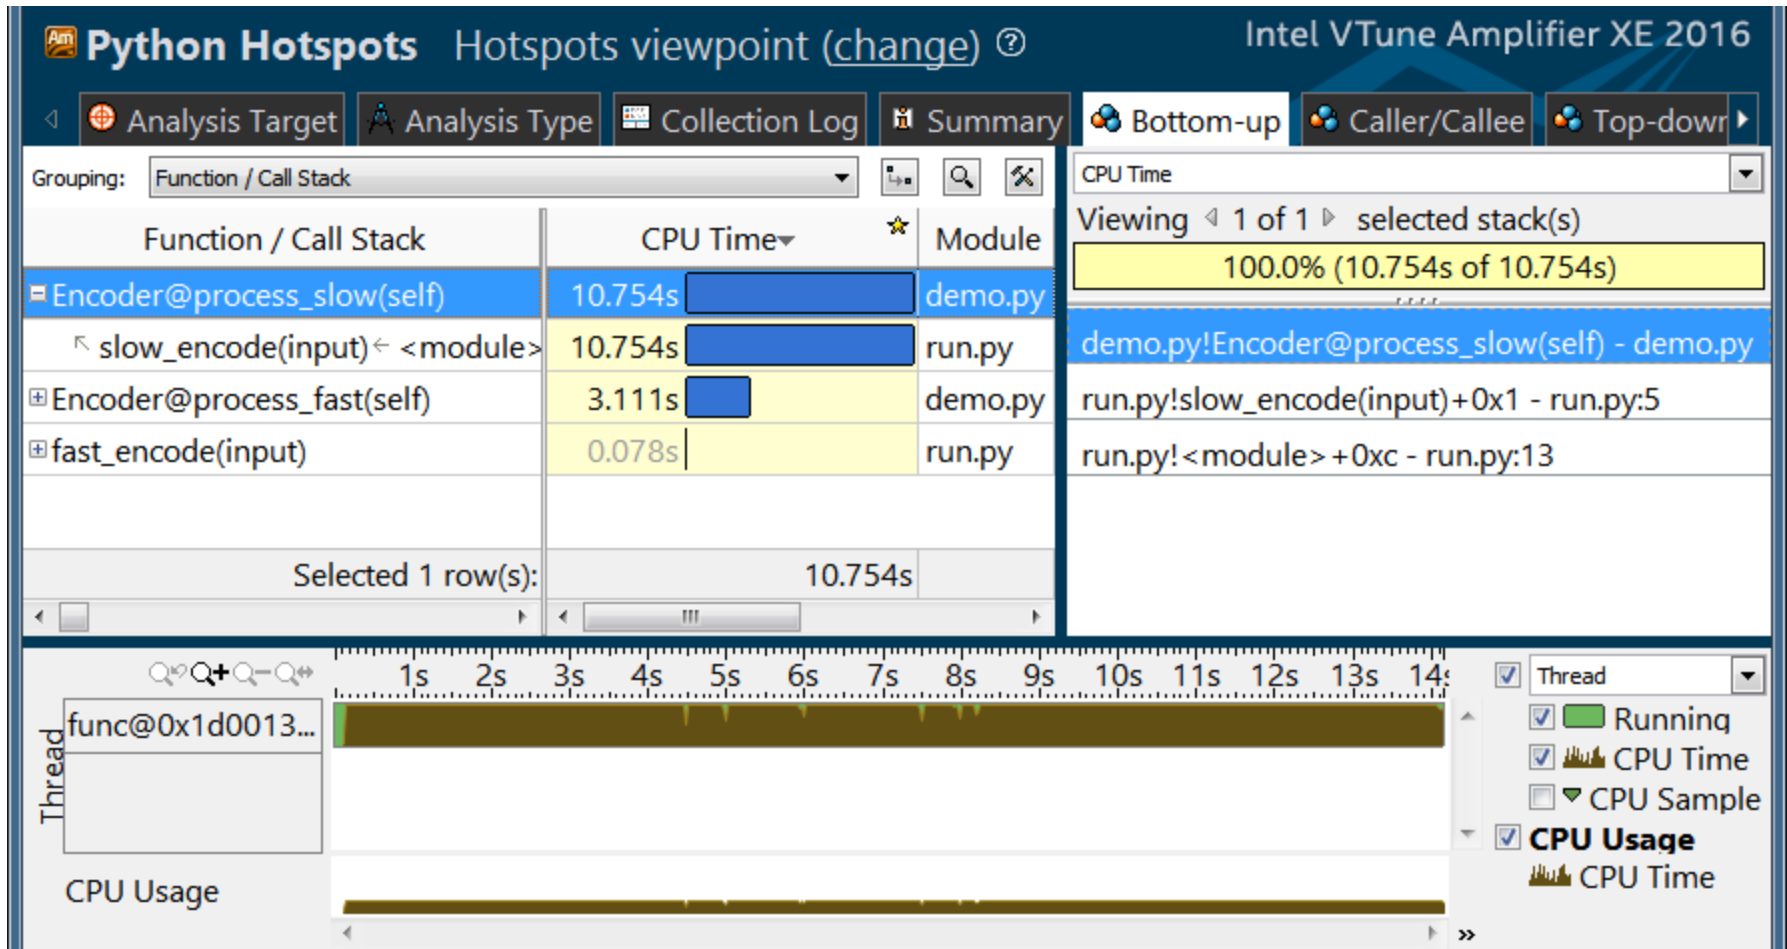 Python Hotspots Hotspots viewpoint (change) ? Intel VTune Amplifier XE 2016
Analysis Target Analysis Type Collection Log Summary Bottom-up Caller/Callee Top-dowr
Grouping: Function / Call Stack
CPU Time
Viewing 1 of 1 selected stack(s)
100.0% (10.754s of 10.754s)
Function / Call Stack CPU Time Module
Encoder@process_slow(self) 10.754s demo.py
slow_encode(input) ← <module> 10.754s run.py
Encoder@process_fast(self) 3.111s demo.py
fast_encode(input) 0.078s run.py
Selected 1 row(s): 10.754s
demo.py!Encoder@process_slow(self) - demo.py
run.py!slow_encode(input)+0x1 - run.py:5
run.py!<module>+0xc - run.py:13
1s 2s 3s 4s 5s 6s 7s 8s 9s 10s 11s 12s 13s 14s
Thread
func@0x1d0013...
CPU Usage
Thread
Running
CPU Time
CPU Sample
CPU Usage
CPU Time